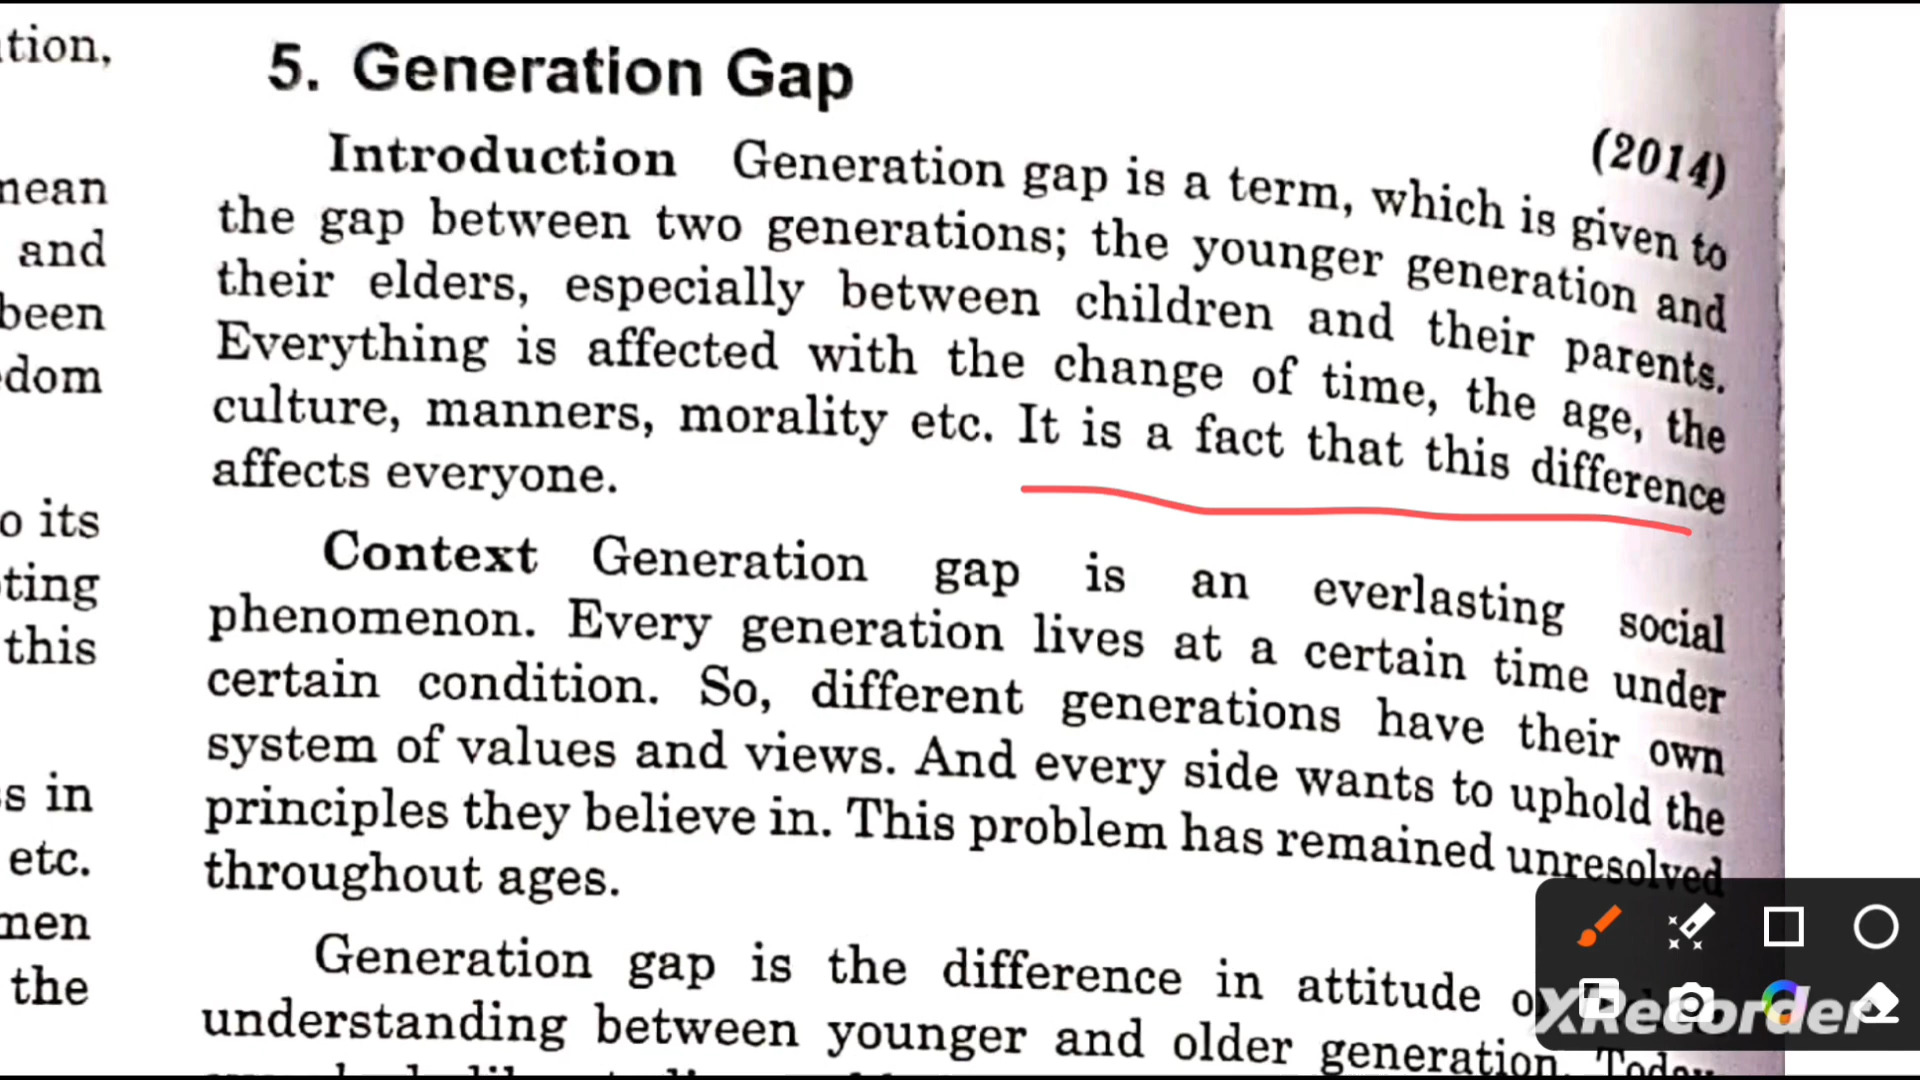 tion,
mean
and
been
dom
o its
ting
this
s in
etc.
men
the
5. Generation Gap
(2014)
Introduction Generation gap is a term, which is given to
the gap between two generations; the younger generation and
their elders, especially between children and their parents.
Everything is affected with the change of time, the age, the
culture, manners, morality etc. It is a fact that this difference
affects everyone.
Context Generation gap is an everlasting social
phenomenon. Every generation lives at a certain time under
certain condition. So, different generations have their own
system of values and views. And every side wants to uphold the
principles they believe in. This problem has remained unresolved
throughout ages.
Generation gap is the difference in attitude
understanding between younger and older generation. Today
XRecorder